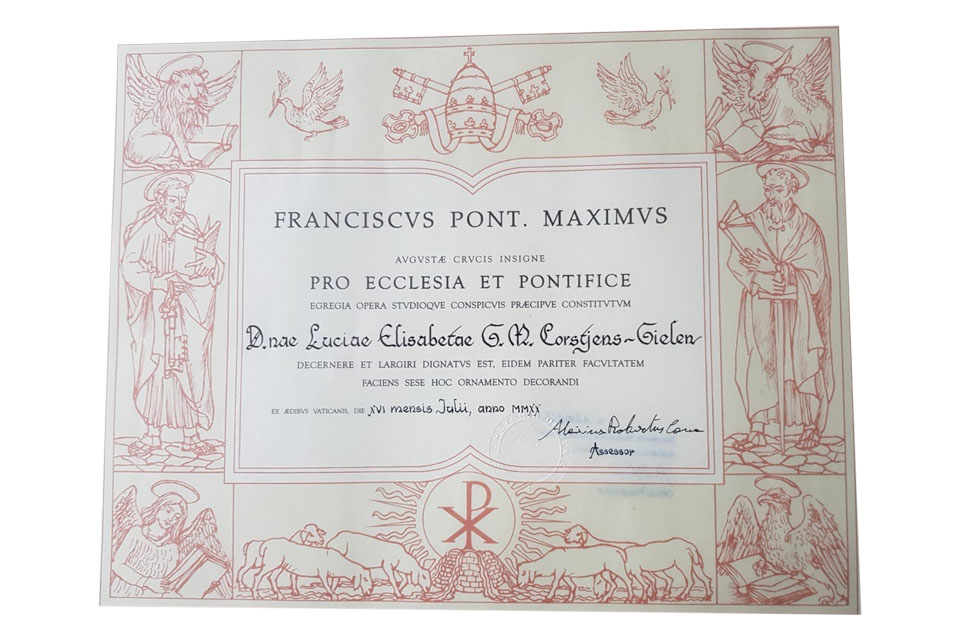 FRANCISCVS PONT. MAXIMVS
AVGVSTÆ CRVCIS INSIGNE
PRO ECCLESIA ET PONTIFICE
EGREGIA OPERA STVDIOQVE CONSPICVIS PRÆCIPVE CONSTITVTVM
D.nae Luciae Elisabetae G. M. Corstjens-Gielen
DECERNERE ET LARGIRI DIGNATVS EST, EIDEM PARITER FACVLTATEM
FACIENS SESE HOC ORNAMENTO DECORANDI
EX ÆDIBVS VATICANIS, DIE XVI mensis Julii, anno MMXX
Assessor